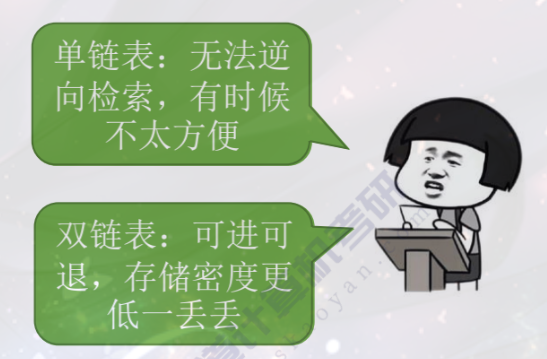 单链表：无法逆
向检索，有时候
不太方便
双链表：可进可
退，存储密度更
低一丢丢